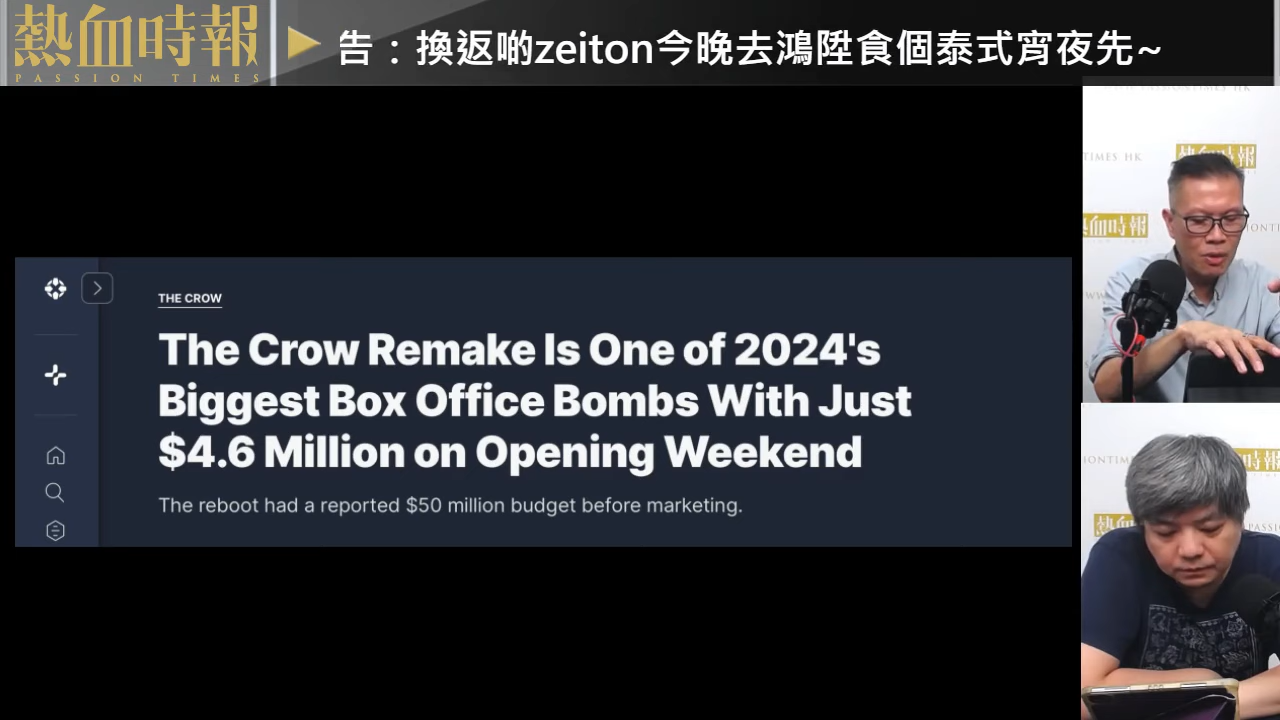 熱血時報
PASSION TIMES
告：換返啲zeiton今晚去鴻陞食個泰式宵夜先~
THE CROW
The Crow Remake Is One of 2024's
Biggest Box Office Bombs With Just
$4.6 Million on Opening Weekend
The reboot had a reported $50 million budget before marketing.
TIMES HK
熱血時報
血時報